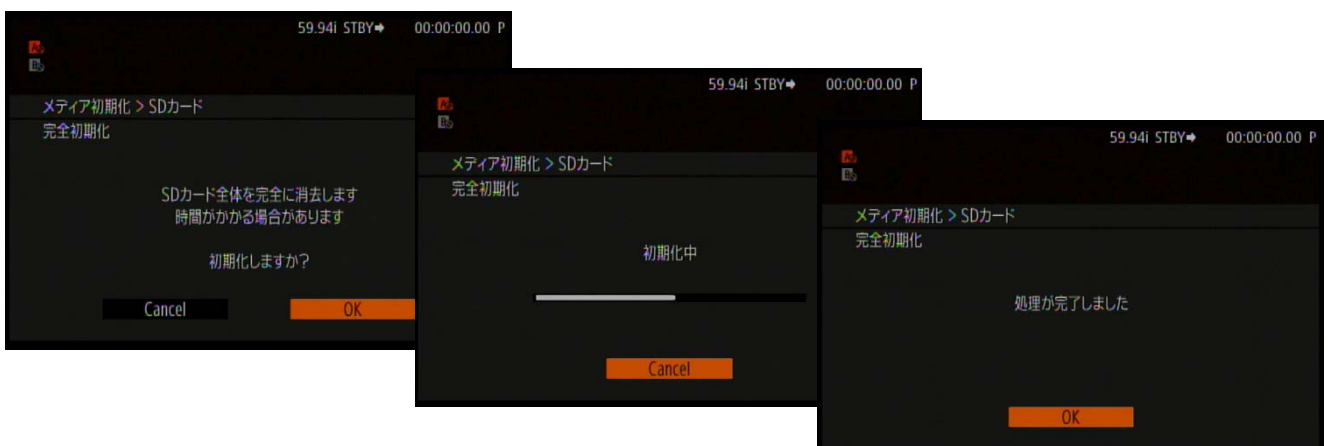 59.94i STBY➡ 00:00:00.00 P
A
B
メディア初期化 > SDカード
完全初期化
SDカード全体を完全に消去します
時間がかかる場合があります
初期化しますか?
Cancel OK
59.94i STBY➡ 00:00:00.00 P
A
B
メディア初期化 > SDカード
完全初期化
初期化中
Cancel
59.94i STBY➡ 00:00:00.00 P
A
B
メディア初期化 > SDカード
完全初期化
処理が完了しました
OK